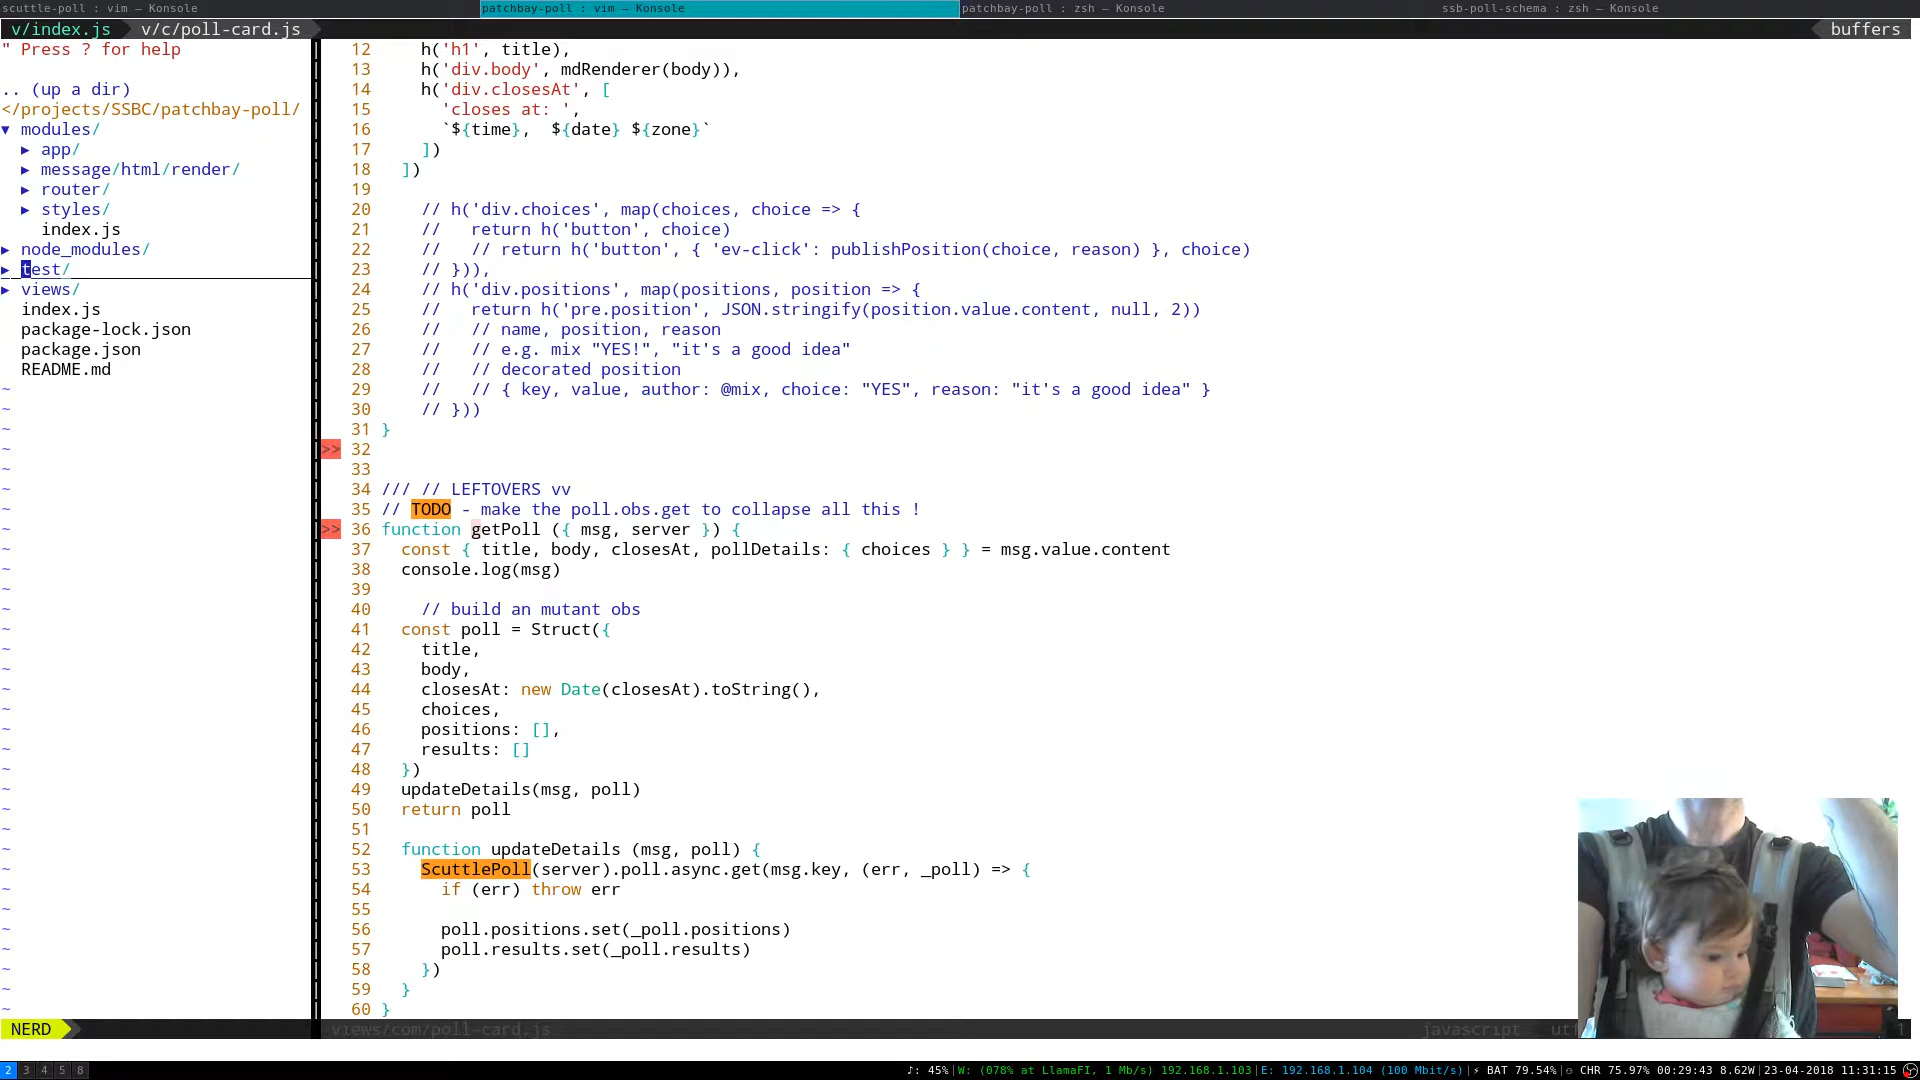 scuttle-poll : vim — Konsole
patchbay-poll : vim — Konsole
patchbay-poll : zsh — Konsole
ssb-poll-schema : zsh — Konsole
v/index.js
v/c/poll-card.js
buffers
" Press ? for help
.. (up a dir)
</projects/SSBC/patchbay-poll/
▼ modules/
▶ app/
▶ message/html/render/
▶ router/
▶ styles/
index.js
▶ node_modules/
▶ test/
▶ views/
index.js
package-lock.json
package.json
README.md
12 h('h1', title),
13 h('div.body', mdRenderer(body)),
14 h('div.closesAt', [
15 'closes at: ',
16 `${time},  ${date} ${zone}`
17 ])
18 ])
19
20 // h('div.choices', map(choices, choice => {
21 //   return h('button', choice)
22 //   // return h('button', { 'ev-click': publishPosition(choice, reason) }, choice)
23 // })),
24 // h('div.positions', map(positions, position => {
25 //   return h('pre.position', JSON.stringify(position.value.content, null, 2))
26 //   // name, position, reason
27 //   // e.g. mix "YES!", "it's a good idea"
28 //   // decorated position
29 //   // { key, value, author: @mix, choice: "YES", reason: "it's a good idea" }
30 // }))
31 }
>> 32
33
34 /// // LEFTOVERS vv
35 // TODO - make the poll.obs.get to collapse all this !
>> 36 function getPoll ({ msg, server }) {
37 const { title, body, closesAt, pollDetails: { choices } } = msg.value.content
38 console.log(msg)
39
40 // build an mutant obs
41 const poll = Struct({
42 title,
43 body,
44 closesAt: new Date(closesAt).toString(),
45 choices,
46 positions: [],
47 results: []
48 })
49 updateDetails(msg, poll)
50 return poll
51
52 function updateDetails (msg, poll) {
53 ScuttlePoll(server).poll.async.get(msg.key, (err, _poll) => {
54 if (err) throw err
55
56 poll.positions.set(_poll.positions)
57 poll.results.set(_poll.results)
58 })
59 }
60 }
NERD
views/com/poll-card.js
javascript
utf
1
2 3 4 5 8
♪: 45%|W: (078% at LlamaFI, 1 Mb/s) 192.168.1.103|E: 192.168.1.104 (100 Mbit/s)|⚡ BAT 79.54%|☼ CHR 75.97% 00:29:43 8.62W|23-04-2018 11:31:15